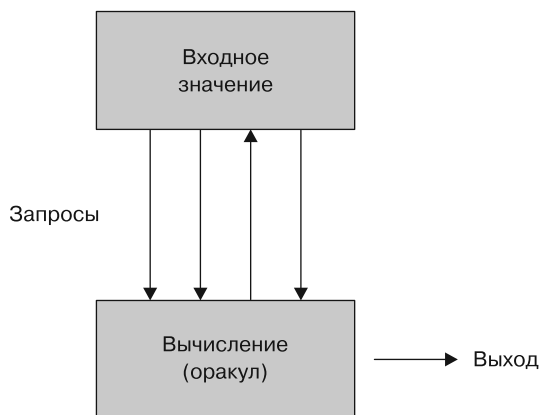 Входное
значение
Запросы
Вычисление
(оракул)
Выход